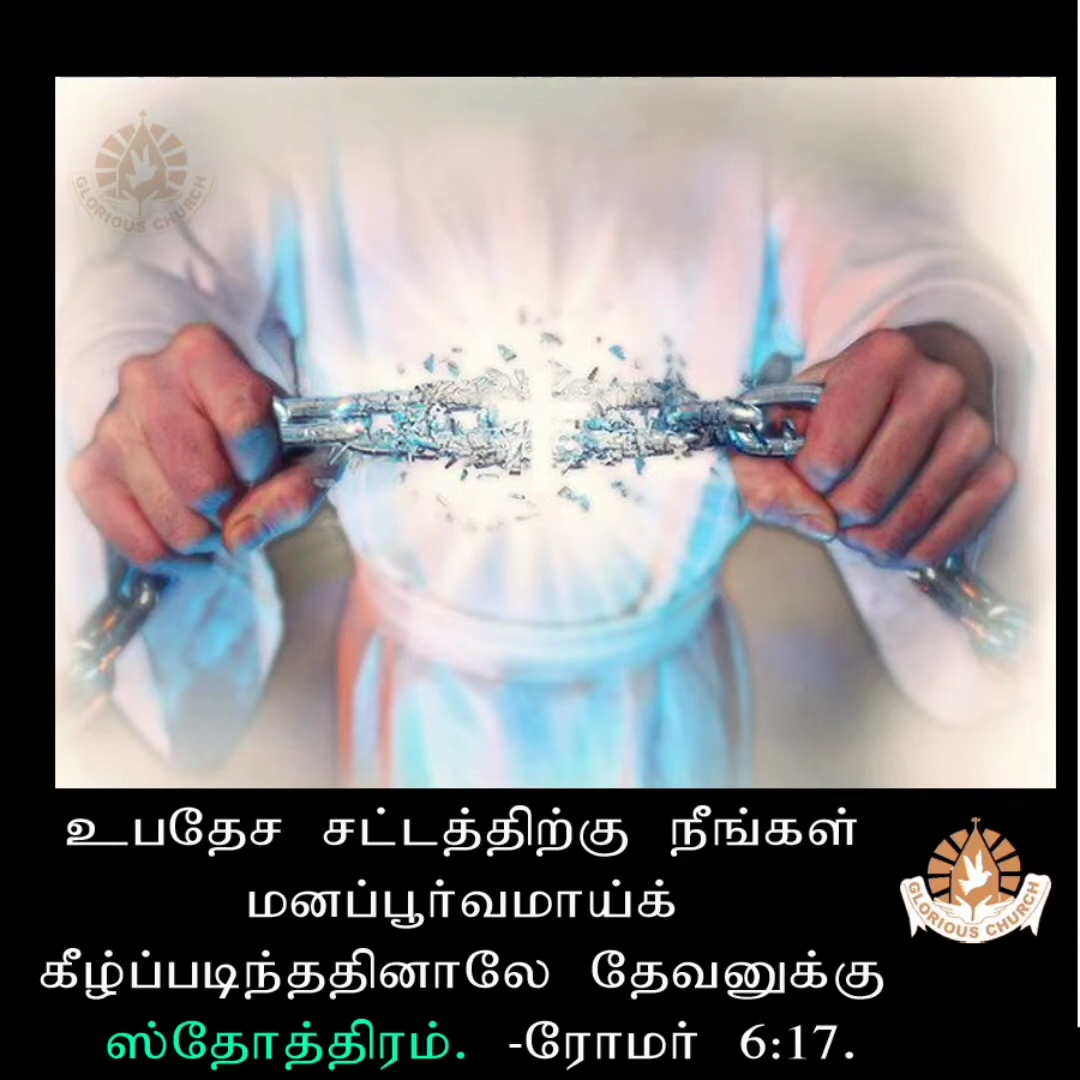 GLORIOUS CHURCH
உபதேச சட்டத்திற்கு நீங்கள்
மனப்பூர்வமாய்க்
கீழ்ப்படிந்ததினாலே தேவனுக்கு
ஸ்தோத்திரம். -ரோமர் 6:17.
GLORIOUS CHURCH